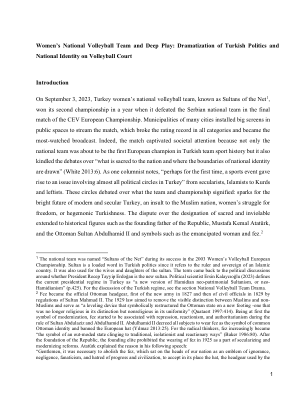 Women's National Volleyball Team and Deep Play: Dramatization of Turkish Politics and
National Identity on Volleyball Court
Introduction
On September 3, 2023, Turkey women's national volleyball team, known as Sultans of the Net¹,
won its second championship in a year when it defeated the Serbian national team in the final
match of the CEV European Championship. Municipalities of many cities installed big screens in
public spaces to stream the match, which broke the rating record in all categories and became the
most-watched broadcast. Indeed, the match captivated societal attention because not only the
national team was about to be the first European champion in Turkish team sport history but it also
kindled the debates over "what is sacred to the nation and where the boundaries of national identity
are drawn" (White 2013:6). As one columnist notes, "perhaps for the first time, a sports event gave
rise to an issue involving almost all political circles in Turkey" from secularists, Islamists to Kurds
and leftists. These circles debated over what the team and championship signified: sparks for the
bright future of modern and secular Turkey, an insult to the Muslim nation, women's struggle for
freedom, or hegemonic Turkishness. The dispute over the designation of sacred and inviolable
extended to historical figures such as the founding father of the Republic, Mustafa Kemal Atatürk,
and the Ottoman Sultan Abdulhamid II and symbols such as the emancipated woman and fez.²
¹ The national team was named "Sultans of the Net" during its success in the 2003 Women's Volleyball European
Championship. Sultan is a loaded word in Turkish politics since it refers to the ruler and sovereign of an Islamic
country. It was also used for the wives and daughters of the sultan. The term came back to the political discussions
around whether President Recep Tayyip Erdogan is the new sultan. Political scientist Ersin Kalaycıoğlu (2023) defines
the current presidential regime in Turkey as "a new version of Hamidian neo-patrimonial Sultanism, or neo-
Hamidianism" (p.425). For the discussion of the Turkish regime, see the section National Volleyball Team Drama.
² Fez became the official Ottoman headgear, first of the new army in 1827 and then of civil officials in 1829 by
regulations of Sultan Mahmud II. The 1829 law aimed to remove the visible distinction between Muslim and non-
Muslims and serve as "a leveling device that symbolically restructured the Ottoman state on a new footing -one that
was no longer religious in its distinction but nonreligious in its uniformity" (Quataert 1997:414). Being at first the
symbol of modernization, fez started to be associated with repression, reactionism, and authoritarianism during the
rule of Sultan Abdulaziz and Abdulhamid II. Abdulhamid II decreed all subjects to wear fez as the symbol of common
Ottoman identity and banned the European hat (Yılmaz 2013:25). For the radical thinkers, fez increasingly became
"the symbol of an out-moded state clinging to traditional, isolationist and reactionary ways" (Baker 1986:80). After
the foundation of the Republic, the founding elite prohibited the wearing of fez in 1925 as a part of secularizing and
modernizing reforms. Atatürk explained the reason in his following speech:
"Gentlemen, it was necessary to abolish the fez, which sat on the heads of our nation as an emblem of ignorance,
negligence, fanaticism, and hatred of progress and civilization, to accept in its place the hat, the headgear used by the
1